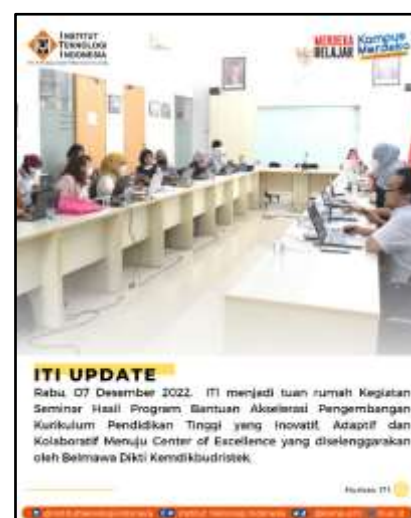 INSTITUT
TEKNOLOGI
INDONESIA
MERDEKA
BELAJAR
Kampus
Merdeka
ITI UPDATE
Rabu, 07 Desember 2022. ITI menjadi tuan rumah Kegiatan
Seminar Hasil Program Bantuan Akselerasi Pengembangan
Kurikulum Pendidikan Tinggi yang Inovatif, Adaptif dan
Kolaboratif Menuju Center of Excellence yang diselenggarakan
oleh Belmawa Dikti Kemdikbudristek.
Humas ITI